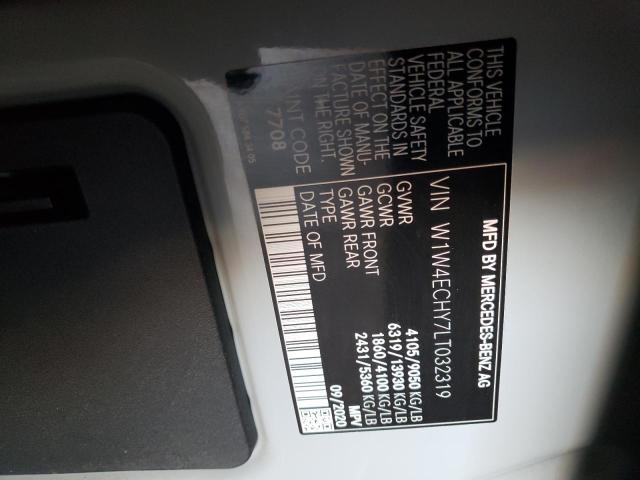 MFD BY MERCEDES-BENZ AG
VIN W1W4ECHY7LT032319
GVWR 4105/9050 KG/LB
GCWR 6319/13930 KG/LB
GAWR FRONT 1860/4100 KG/LB
GAWR REAR 2431/5360 KG/LB
TYPE MPV
DATE OF MFD 09/2020
THIS VEHICLE
CONFORMS TO
ALL APPLICABLE
FEDERAL
VEHICLE SAFETY
STANDARDS IN
EFFECT ON THE
DATE OF MANU-
FACTURE SHOWN
ON THE RIGHT.
INT CODE
7708